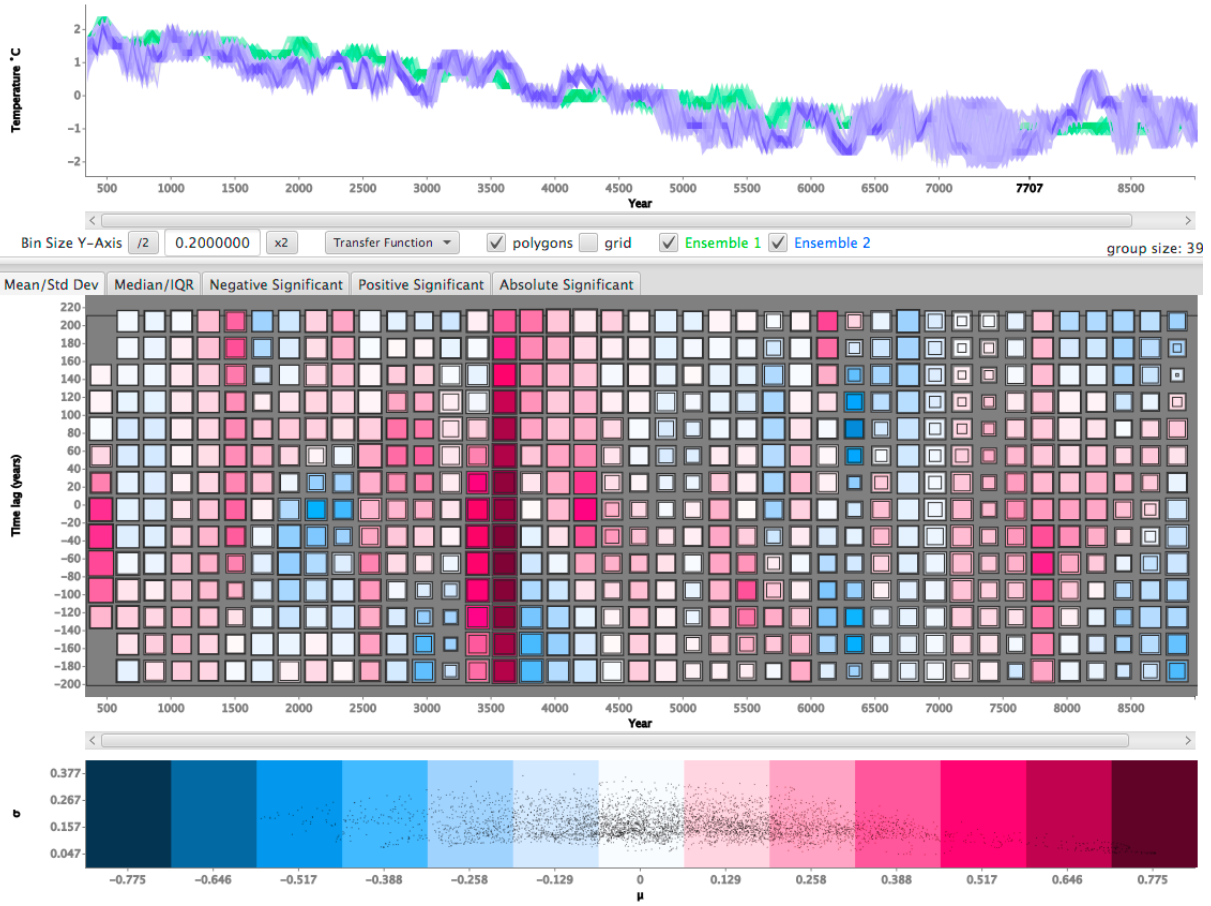 Temperature °C
2
1
0
−1
−2
500 1000 1500 2000 2500 3000 3500 4000 4500 5000 5500 6000 6500 7000 7707 8500
Year
Bin Size Y-Axis /2 0.2000000 x2 Transfer Function polygons grid Ensemble 1 Ensemble 2 group size: 39
Mean/Std Dev Median/IQR Negative Significant Positive Significant Absolute Significant
Time lag (years)
220
200
180
160
140
120
100
80
60
40
20
0
−20
−40
−60
−80
−100
−120
−140
−160
−180
−200
500 1000 1500 2000 2500 3000 3500 4000 4500 5000 5500 6000 6500 7000 7500 8000 8500
Year
σ
0.377
0.267
0.157
0.047
−0.775 −0.646 −0.517 −0.388 −0.258 −0.129 0 0.129 0.258 0.388 0.517 0.646 0.775
μ